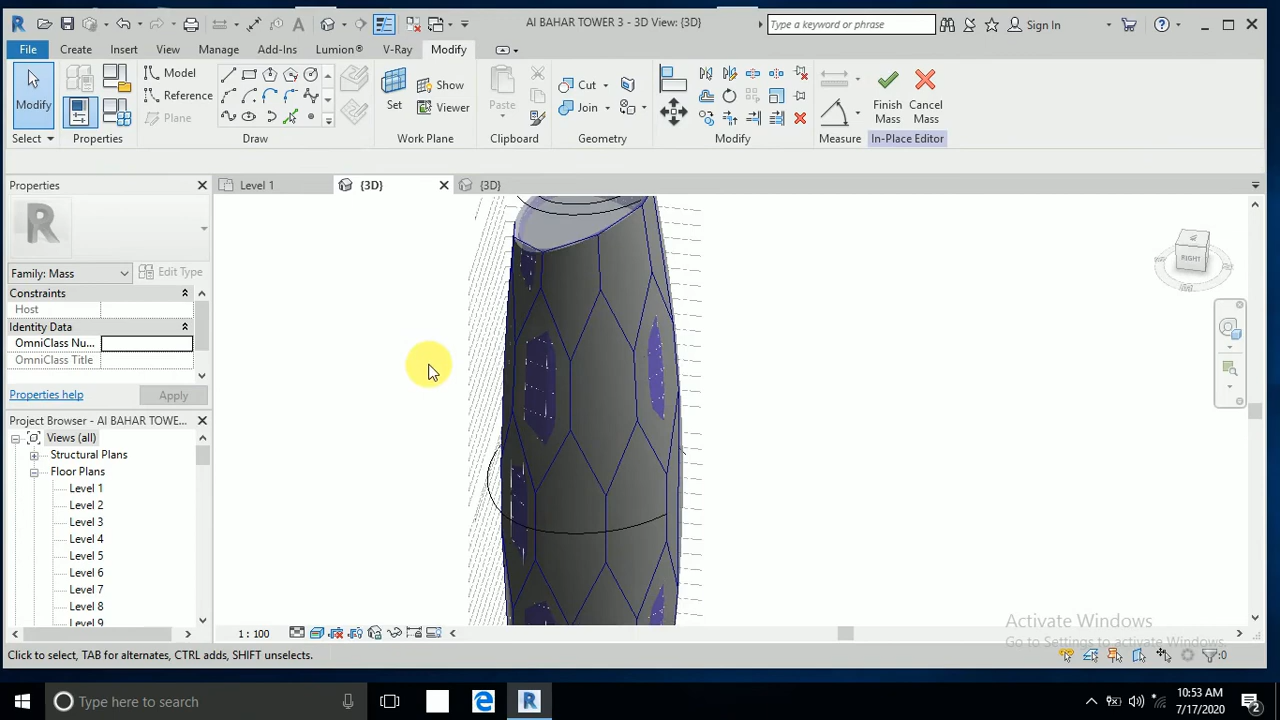 AI BAHAR TOWER 3 - 3D View: {3D}
Type a keyword or phrase
Sign In
File Create Insert View Manage Add-Ins Lumion® V-Ray Modify
Modify
Select
Properties
Model
Reference
Plane
Draw
Set
Show
Viewer
Work Plane
Paste
Clipboard
Cut
Join
Geometry
Modify
Measure
Finish Mass
Cancel Mass
In-Place Editor
Properties
Level 1
{3D}
{3D}
Family: Mass
Edit Type
Constraints
Host
Identity Data
OmniClass Nu...
OmniClass Title
Properties help
Apply
Project Browser - AI BAHAR TOWE...
Views (all)
Structural Plans
Floor Plans
Level 1
Level 2
Level 3
Level 4
Level 5
Level 6
Level 7
Level 8
Level 9
RIGHT
1 : 100
Activate Windows
Go to Settings to activate Windows.
Click to select, TAB for alternates, CTRL adds, SHIFT unselects.
:0
Type here to search
10:53 AM
7/17/2020
2